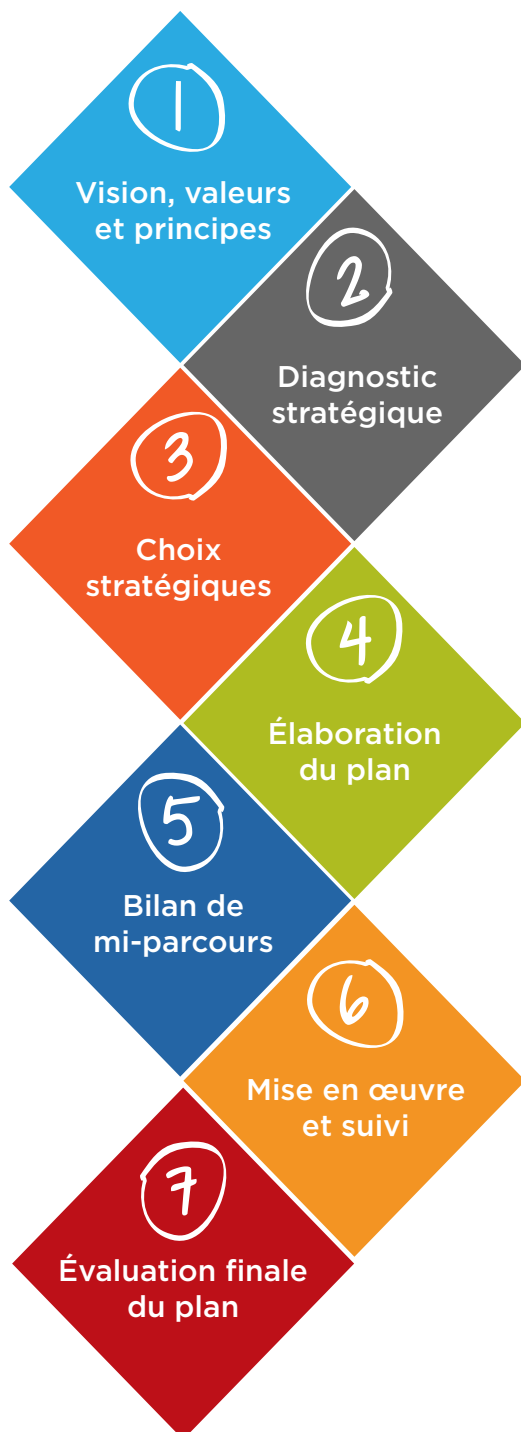 1
Vision, valeurs
et principes
2
Diagnostic
stratégique
3
Choix
stratégiques
4
Élaboration
du plan
5
Bilan de
mi-parcours
6
Mise en œuvre
et suivi
7
Évaluation finale
du plan